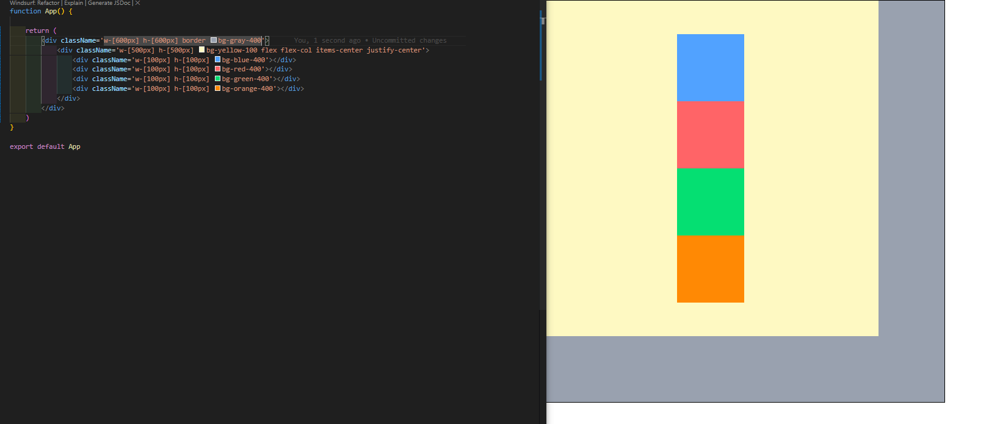 Windsurf: Refactor | Explain | Generate JSDoc | ✕
function App() {
return (
<div className='w-[600px] h-[600px] border bg-gray-400'> You, 1 second ago • Uncommitted changes
<div className='w-[500px] h-[500px] bg-yellow-100 flex flex-col items-center justify-center'>
<div className='w-[100px] h-[100px] bg-blue-400'></div>
<div className='w-[100px] h-[100px] bg-red-400'></div>
<div className='w-[100px] h-[100px] bg-green-400'></div>
<div className='w-[100px] h-[100px] bg-orange-400'></div>
</div>
</div>
)
}
export default App